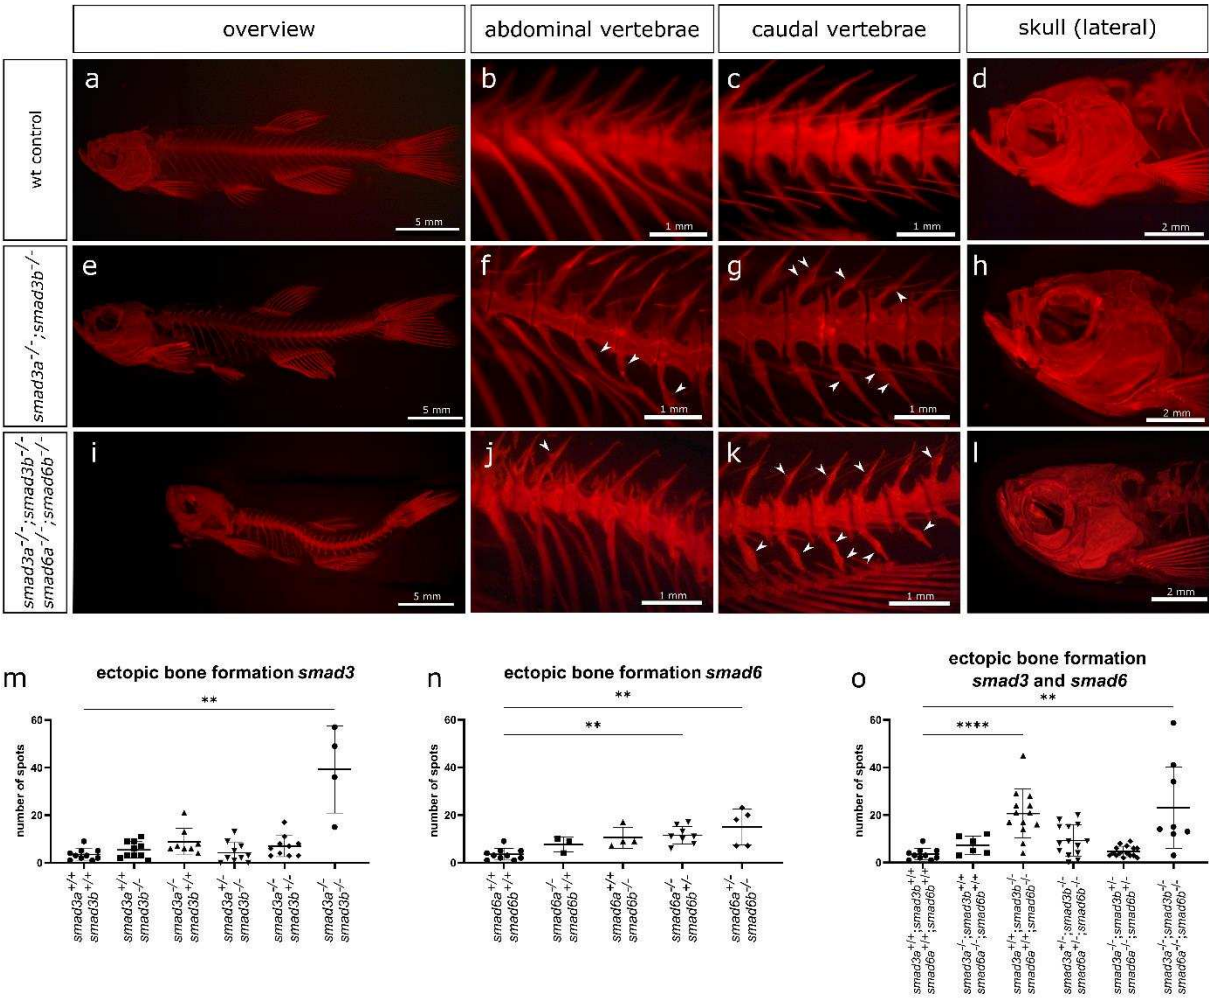 overview
abdominal vertebrae
caudal vertebrae
skull (lateral)
wt control
a
5 mm
b
1 mm
c
1 mm
d
2 mm
smad3a-/-;smad3b-/-
e
5 mm
f
1 mm
g
1 mm
h
2 mm
smad3a-/-;smad3b-/-
smad6a-/-;smad6b-/-
i
5 mm
j
1 mm
k
1 mm
l
2 mm
m
ectopic bone formation smad3
**
number of spots
60
40
20
0
smad3a+/+
smad3b+/+
smad3a+/+
smad3b-/-
smad3a-/-
smad3b+/+
smad3a+/-
smad3b-/-
smad3a-/-
smad3b+/-
smad3a-/-
smad3b-/-
n
ectopic bone formation smad6
**
**
number of spots
60
40
20
0
smad6a+/+
smad6b+/+
smad6a-/-
smad6b+/+
smad6a+/+
smad6b-/-
smad6a+/-
smad6b-/-
smad6a-/-
smad6b-/-
o
ectopic bone formation
smad3 and smad6
**
****
number of spots
60
40
20
0
smad3a+/+;smad3b+/+
smad6a+/+;smad6b+/+
smad3a-/-;smad3b+/+
smad6a-/-;smad6b+/+
smad3a+/+;smad3b-/-
smad6a+/+;smad6b-/-
smad3a+/-;smad3b-/-
smad6a+/-;smad6b-/-
smad3a-/-;smad3b+/-
smad6a-/-;smad6b+/-
smad3a-/-;smad3b-/-
smad6a-/-;smad6b-/-